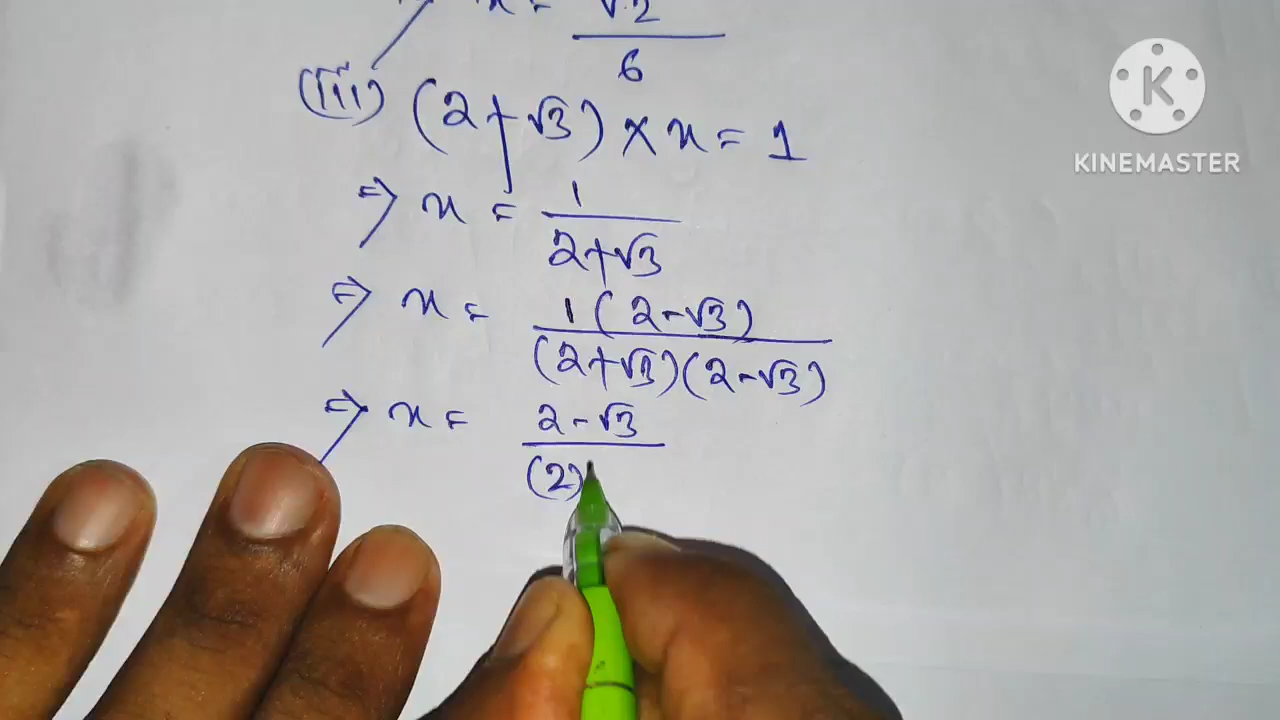 x = √2 / 6
(iii) (2+√3) × x = 1
⇒ x = 1 / 2+√3
⇒ x = 1(2-√3) / (2+√3)(2-√3)
⇒ x = 2-√3 / (2)
K
KINEMASTER